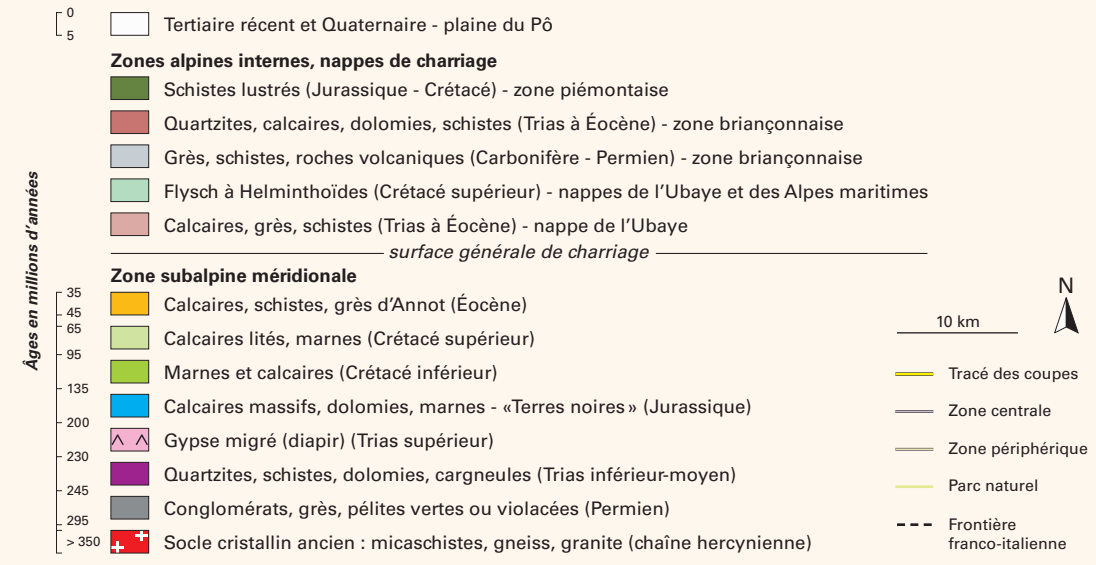 0
5
Tertiaire récent et Quaternaire - plaine du Pô
Zones alpines internes, nappes de charriage
Schistes lustrés (Jurassique - Crétacé) - zone piémontaise
Quartzites, calcaires, dolomies, schistes (Trias à Éocène) - zone briançonnaise
Grès, schistes, roches volcaniques (Carbonifère - Permien) - zone briançonnaise
Flysch à Helminthoïdes (Crétacé supérieur) - nappes de l'Ubaye et des Alpes maritimes
Calcaires, grès, schistes (Trias à Éocène) - nappe de l'Ubaye
surface générale de charriage
Âges en millions d'années
Zone subalpine méridionale
35
45
65
95
135
200
230
245
295
> 350
Calcaires, schistes, grès d'Annot (Éocène)
Calcaires lités, marnes (Crétacé supérieur)
Marnes et calcaires (Crétacé inférieur)
Calcaires massifs, dolomies, marnes - «Terres noires» (Jurassique)
Gypse migré (diapir) (Trias supérieur)
Quartzites, schistes, dolomies, cargneules (Trias inférieur-moyen)
Conglomérats, grès, pélites vertes ou violacées (Permien)
Socle cristallin ancien : micaschistes, gneiss, granite (chaîne hercynienne)
N
10 km
Tracé des coupes
Zone centrale
Zone périphérique
Parc naturel
Frontière
franco-italienne